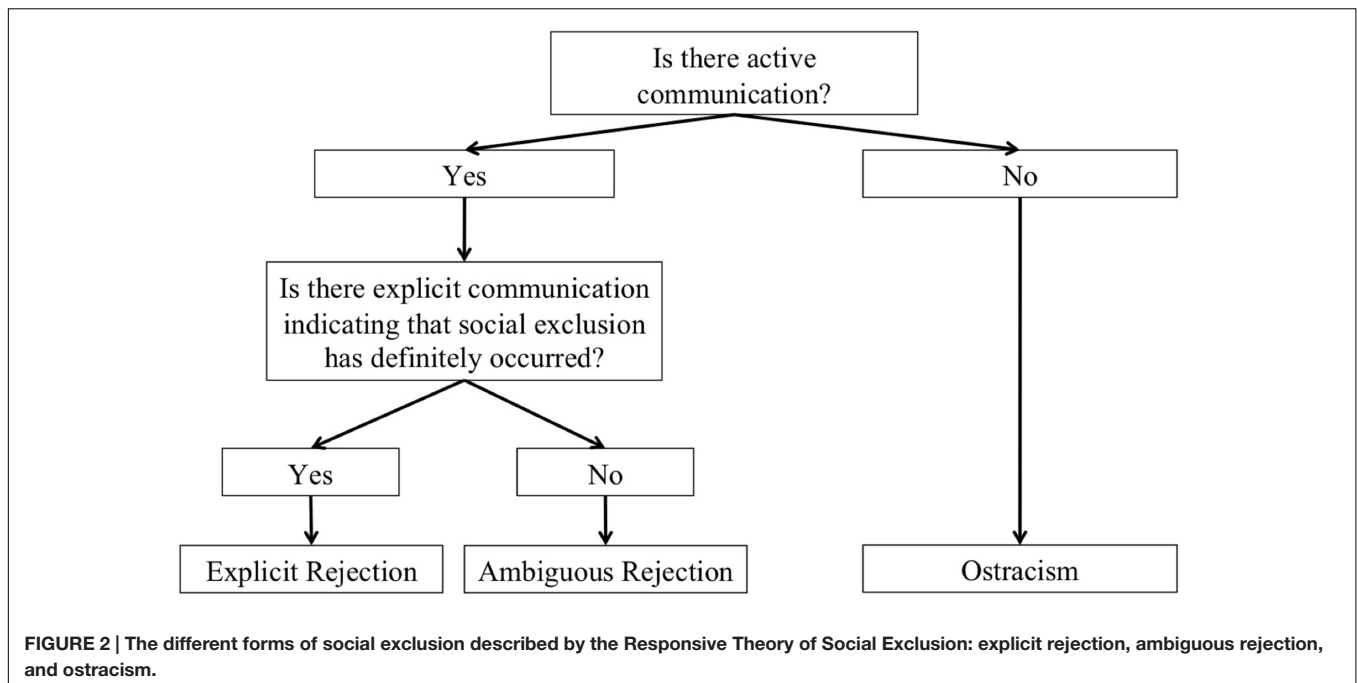 Is there active
communication?
Yes
No
Is there explicit communication
indicating that social exclusion
has definitely occurred?
Yes
No
Explicit Rejection
Ambiguous Rejection
Ostracism
FIGURE 2 | The different forms of social exclusion described by the Responsive Theory of Social Exclusion: explicit rejection, ambiguous rejection,
and ostracism.